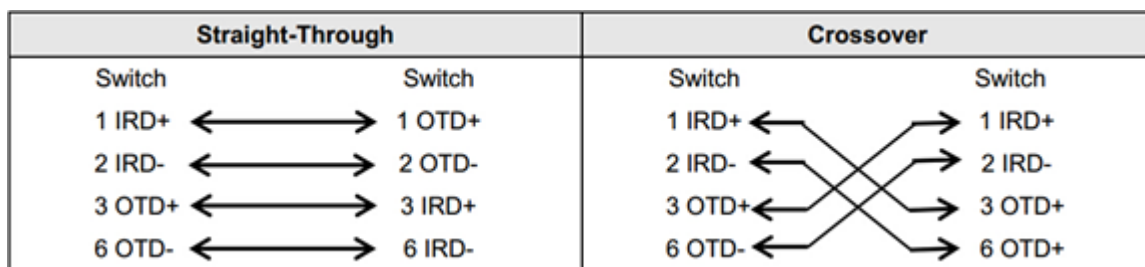 Straight-Through Crossover
Switch Switch Switch Switch
1 IRD+ 1 OTD+ 1 IRD+ 1 IRD+
2 IRD- 2 OTD- 2 IRD- 2 IRD-
3 OTD+ 3 IRD+ 3 OTD+ 3 OTD+
6 OTD- 6 IRD- 6 OTD- 6 OTD+